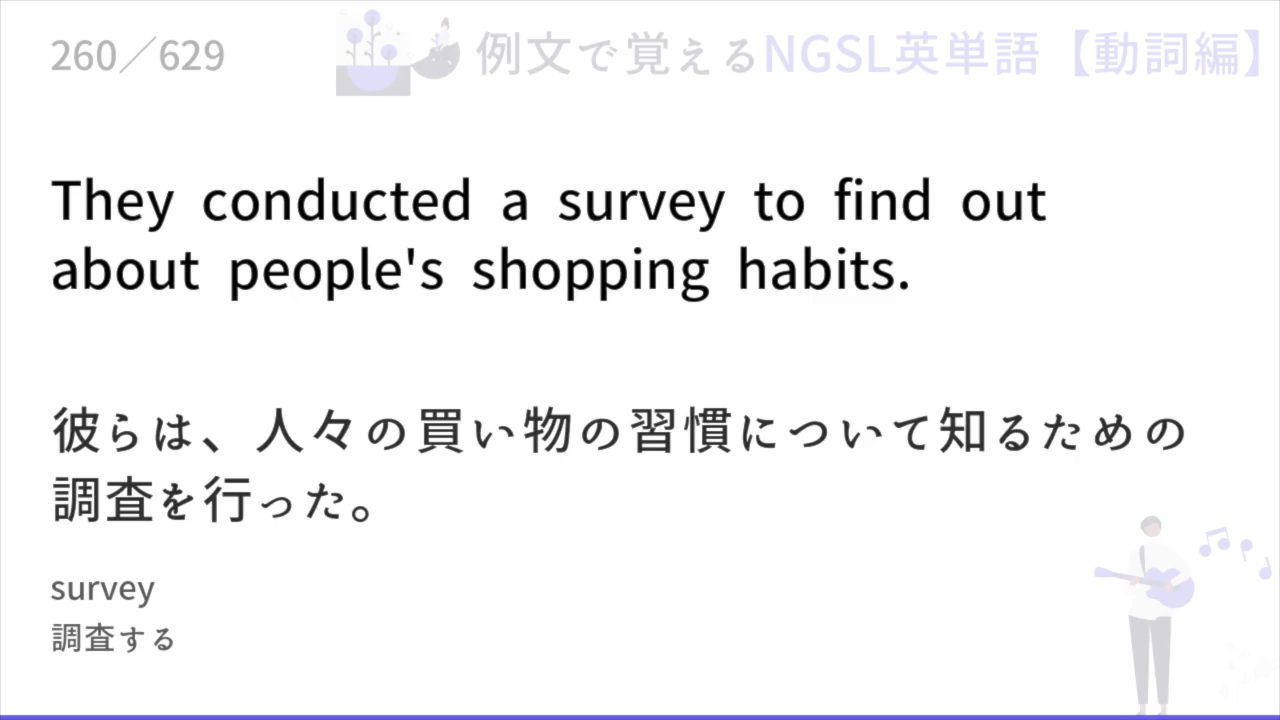 260／629
例文で覚えるNGSL英単語【動詞編】
They conducted a survey to find out
about people's shopping habits.
彼らは、人々の買い物の習慣について知るための
調査を行った。
survey
調査する